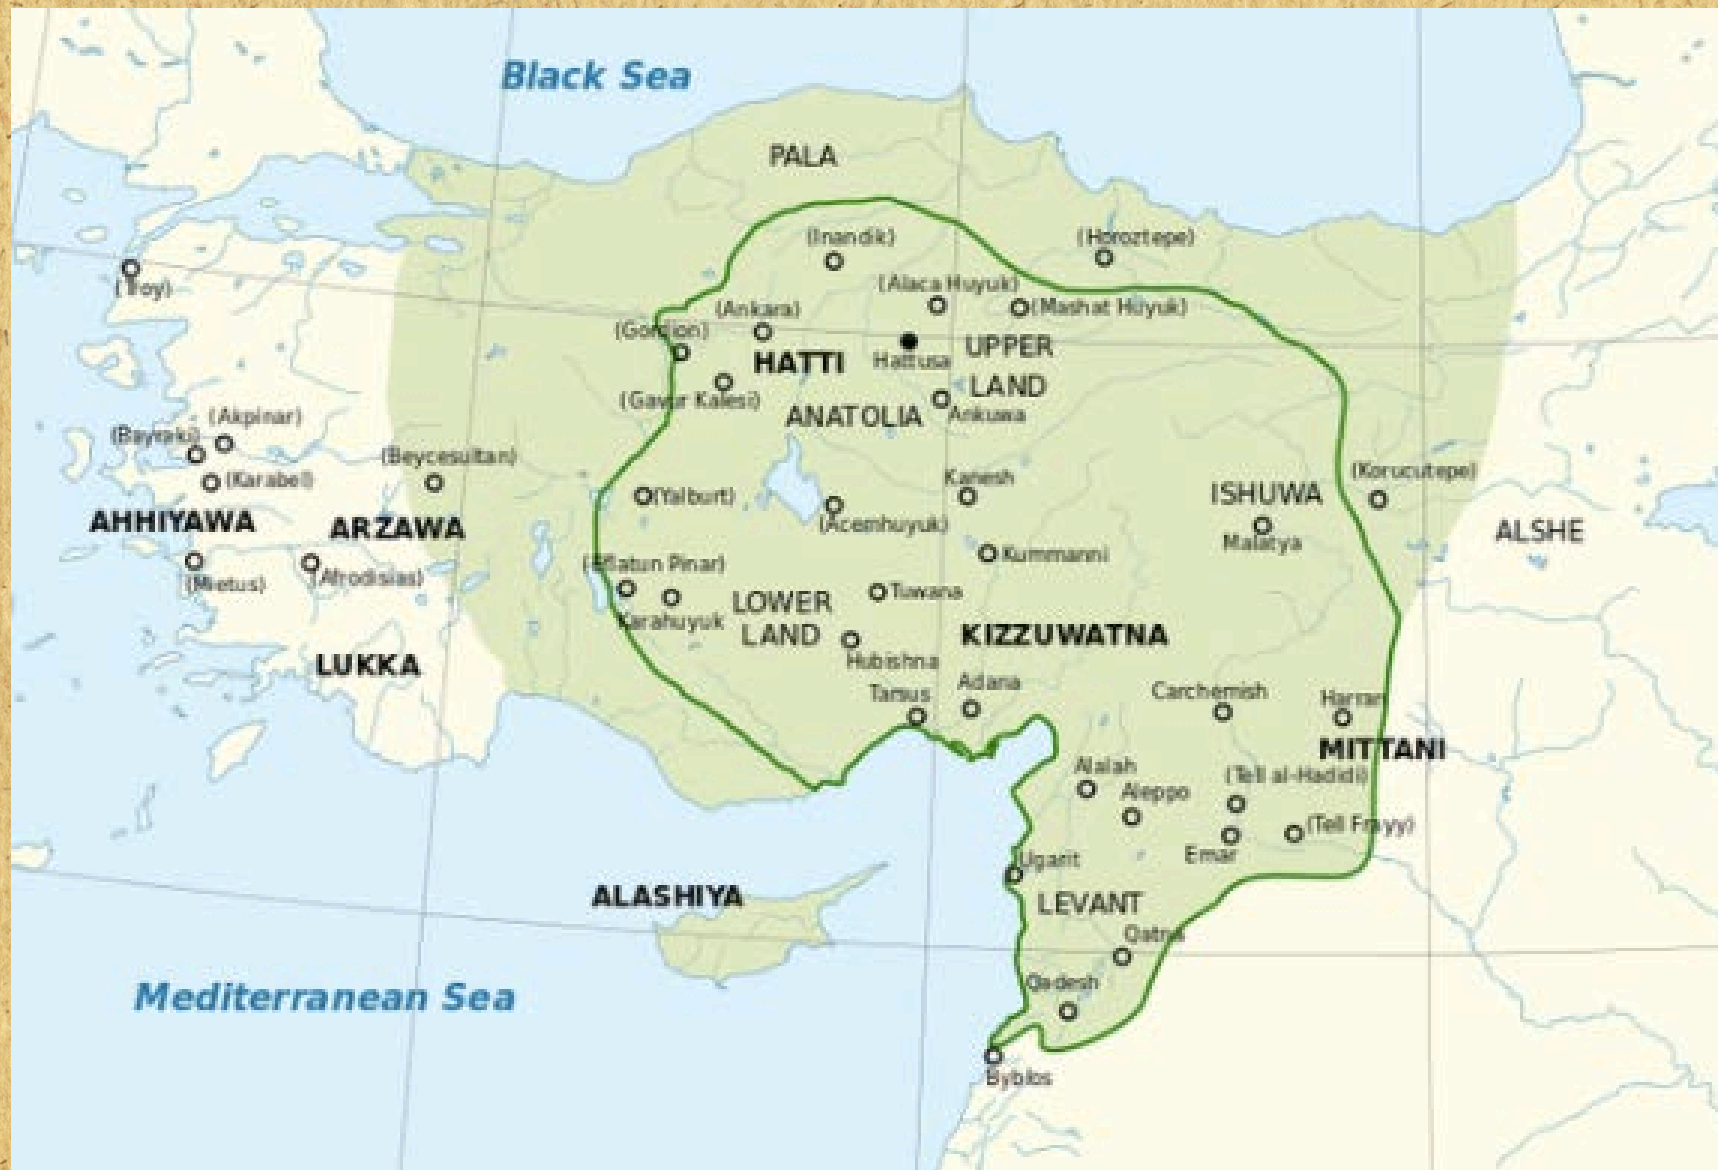 Black Sea
PALA
(Inandik)
(Horoztepe)
(Troy)
(Alaca Huyuk)
(Ankara)
(Mashat Huyuk)
(Gordion)
HATTI
Hattusa
UPPER
LAND
(Gavur Kalesi)
ANATOLIA
Ankuwa
(Akpinar)
(Bayrakli)
(Beycesultan)
(Karabel)
(Yalburt)
Kanesh
(Korucutepe)
ISHUWA
AHHIYAWA
ARZAWA
(Acemhuyuk)
Malatya
ALSHE
(Mietus)
(Afrodisias)
(Eflatun Pinar)
Kummanni
Karahuyuk
LOWER
LAND
Tuwana
KIZZUWATNA
LUKKA
Hubishna
Tarsus
Adana
Carchemish
Harran
MITTANI
Alalah
Aleppo
(Tell al-Hadidi)
(Tell Frayy)
Emar
Ugarit
ALASHIYA
LEVANT
Qatna
Qadesh
Mediterranean Sea
Byblos